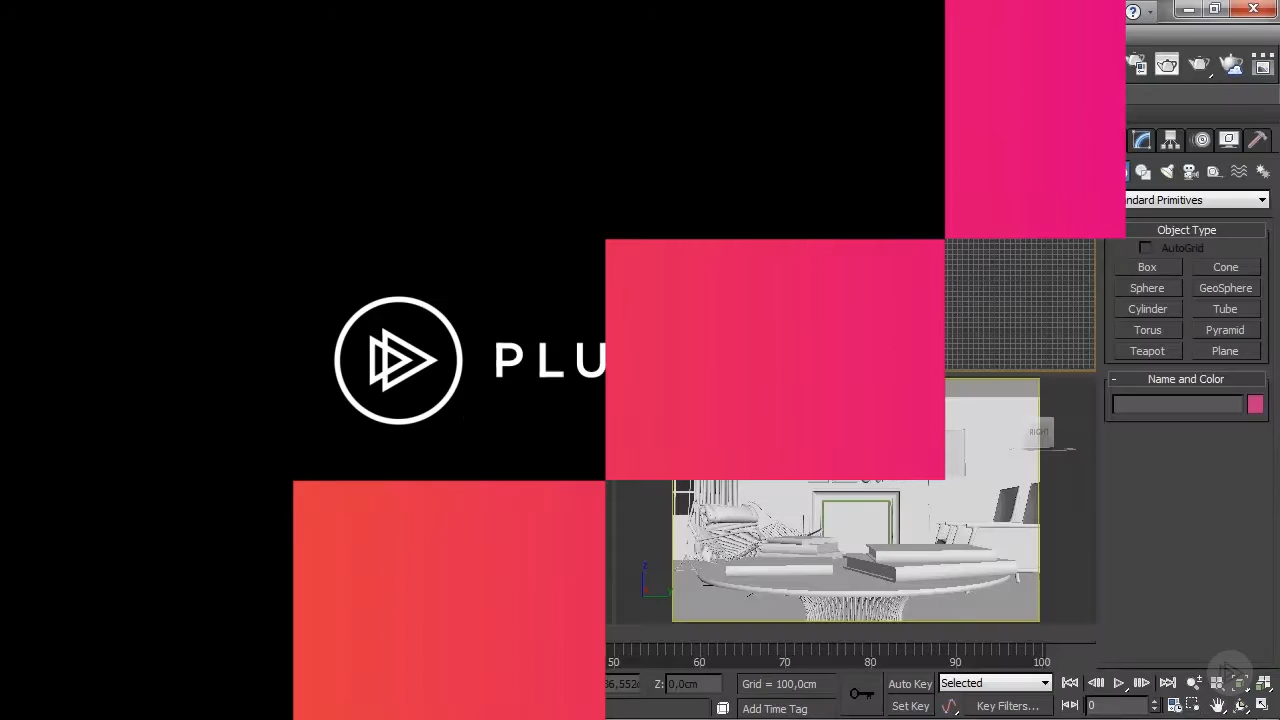 ndard Primitives
Object Type
AutoGrid
Box Cone
Sphere GeoSphere
Cylinder Tube
Torus Pyramid
Teapot Plane
PLU
- Name and Color
RIGHT
50 60 70 80 90 100
Z: 0,0cm Grid = 100,0cm Auto Key Selected
Add Time Tag Set Key Key Filters... 0